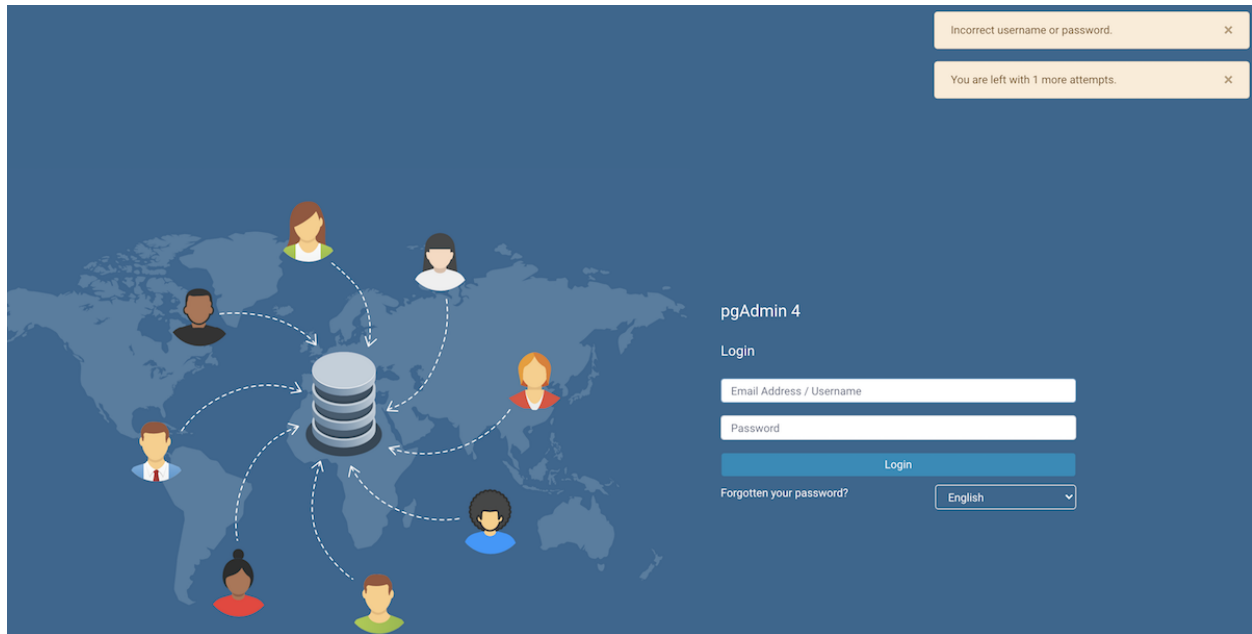 Incorrect username or password. ×
You are left with 1 more attempts. ×
pgAdmin 4
Login
Email Address / Username
Password
Login
Forgotten your password?
English